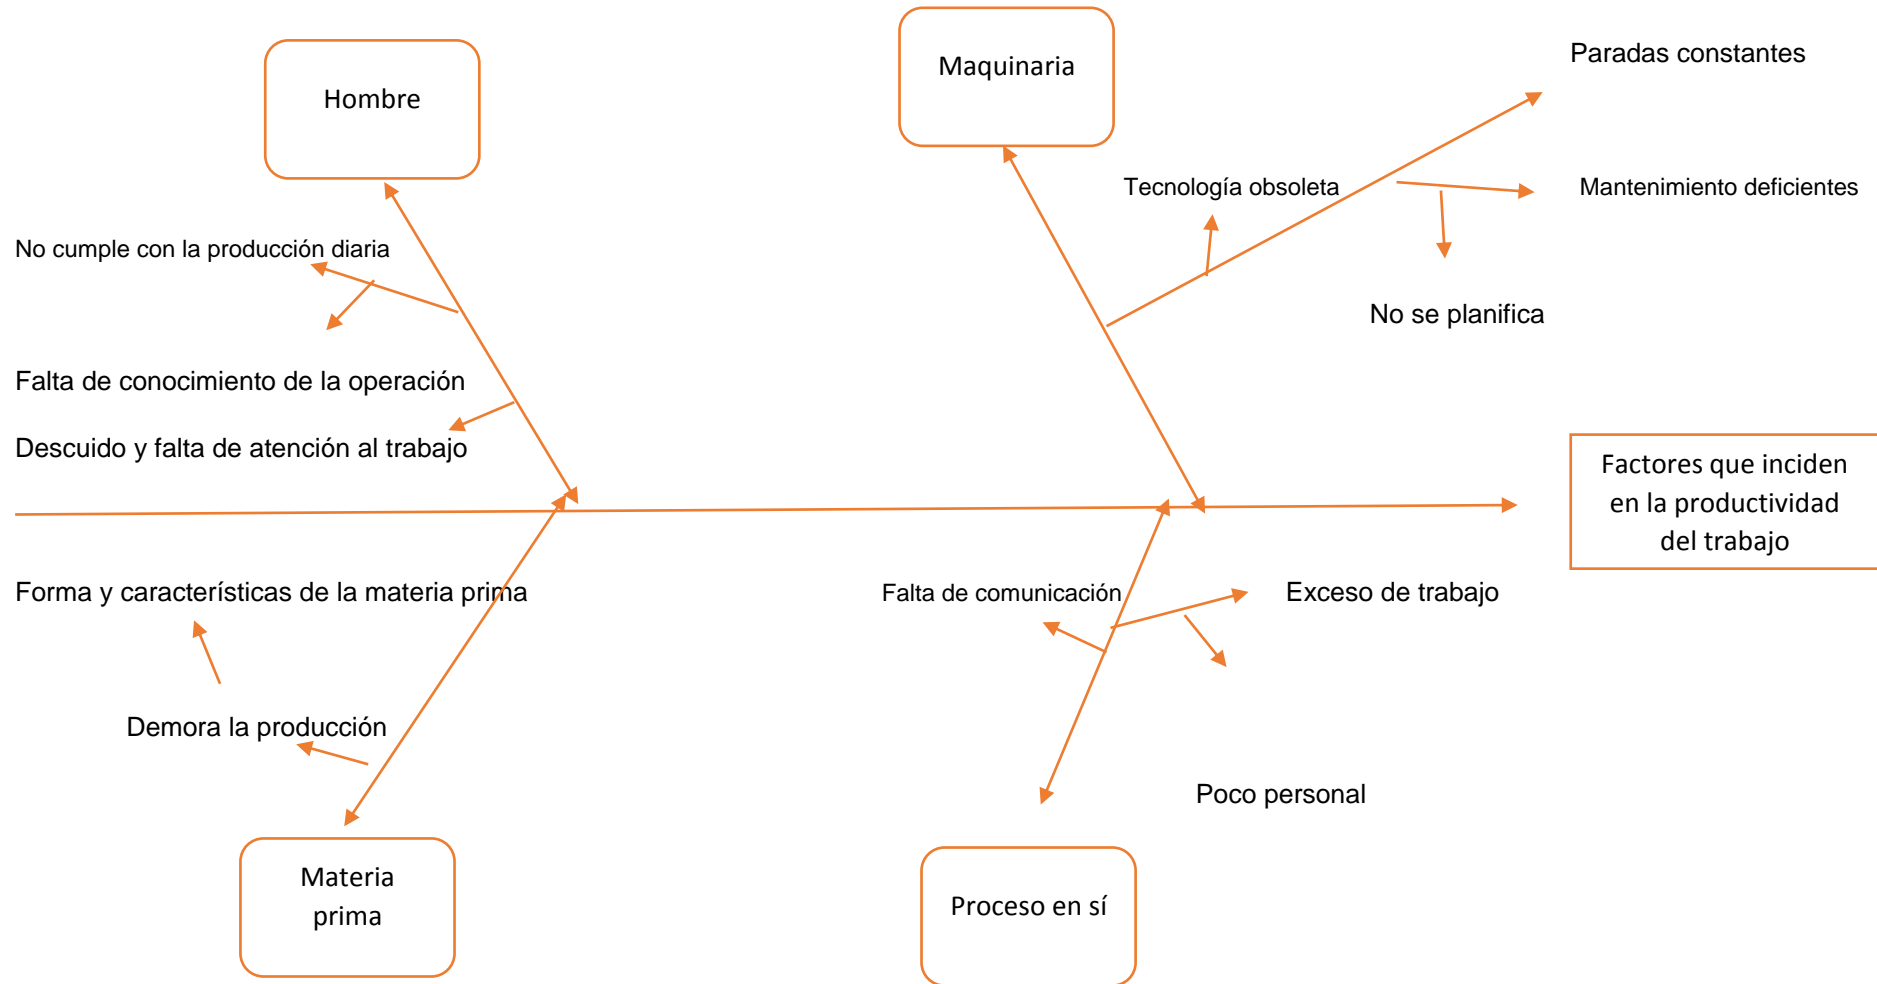 Hombre
Maquinaria
Paradas constantes
Tecnología obsoleta
Mantenimiento deficientes
No cumple con la producción diaria
No se planifica
Falta de conocimiento de la operación
Descuido y falta de atención al trabajo
Factores que inciden
en la productividad
del trabajo
Forma y característícas de la materia prima
Falta de comunicación
Exceso de trabajo
Demora la producción
Poco personal
Materia
prima
Proceso en sí